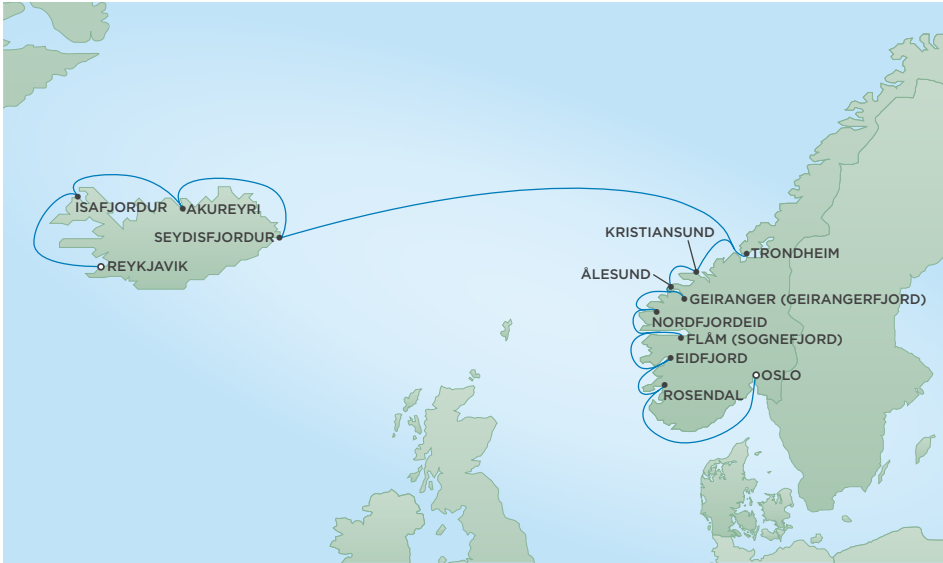 ISAFJORDUR
AKUREYRI
SEYDISFJORDUR
REYKJAVIK
KRISTIANSUND
TRONDHEIM
ÅLESUND
GEIRANGER (GEIRANGERFJORD)
NORDFJORDEID
FLÅM (SOGNEFJORD)
EIDFJORD
OSLO
ROSENDAL